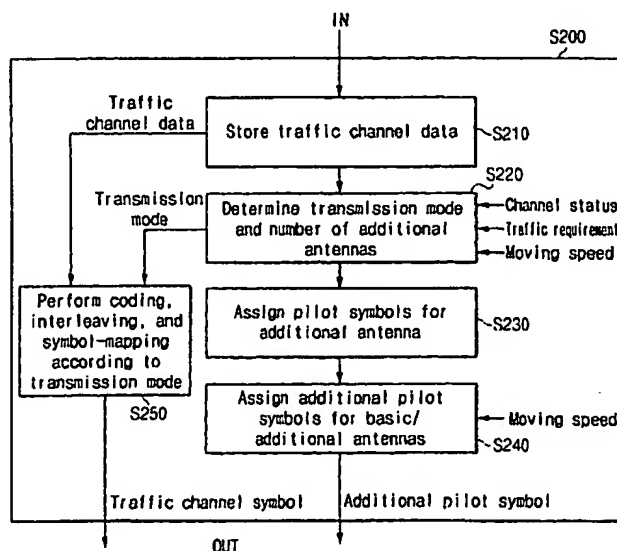 IN
S200
Traffic
channel data
Store traffic channel data
S210
S220
Transmission
mode
Determine transmission mode
and number of additional
antennas
Channel status
Traffic requirement
Moving speed
Perform coding,
interleaving, and
symbol-mapping
according to
transmission mode
S250
Assign pilot symbols for
additional antenna
S230
Assign additional pilot
symbols for basic/
additional antennas
Moving speed
S240
Traffic channel symbol
Additional pilot symbol
OUT